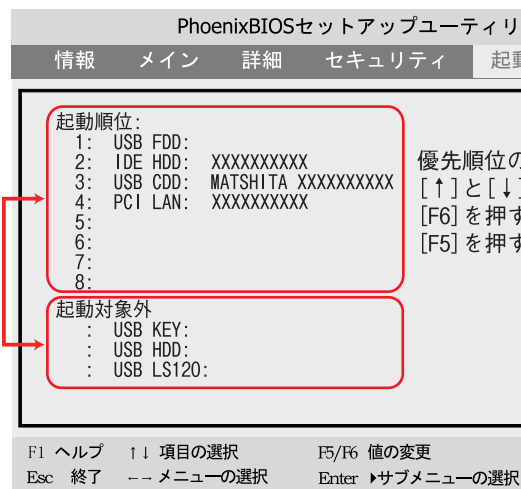 PhoenixBIOSセットアップユーティリ
情報 メイン 詳細 セキュリティ 起動
起動順位:
1: USB FDD:
2: IDE HDD: XXXXXXXXXX
3: USB CDD: MATSHITA XXXXXXXXXX
4: PCI LAN: XXXXXXXXXX
5:
6:
7:
8:
起動対象外
: USB KEY:
: USB HDD:
: USB LS120:
優先順位の
[↑]と[↓]
[F6]を押す
[F5]を押す
F1 ヘルプ ↑↓ 項目の選択 F5/F6 値の変更
Esc 終了 ←→ メニューの選択 Enter ▶サブメニューの選択